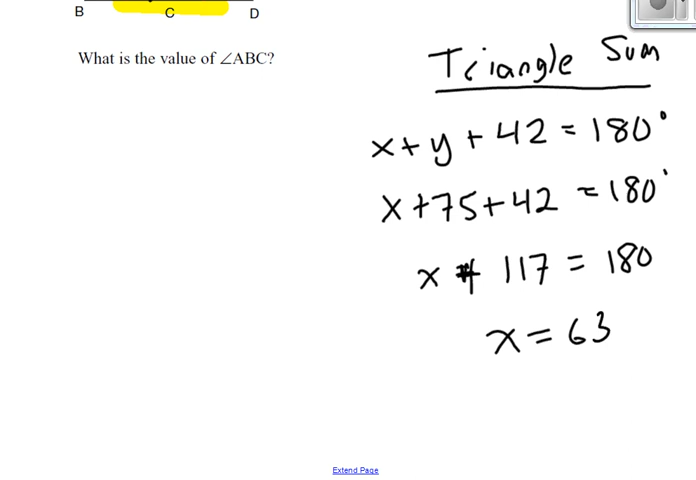 B C D
What is the value of ∠ABC?
Triangle Sum
x + y + 42 = 180°
x + 75 + 42 = 180°
x + 117 = 180
x = 63
Extend Page